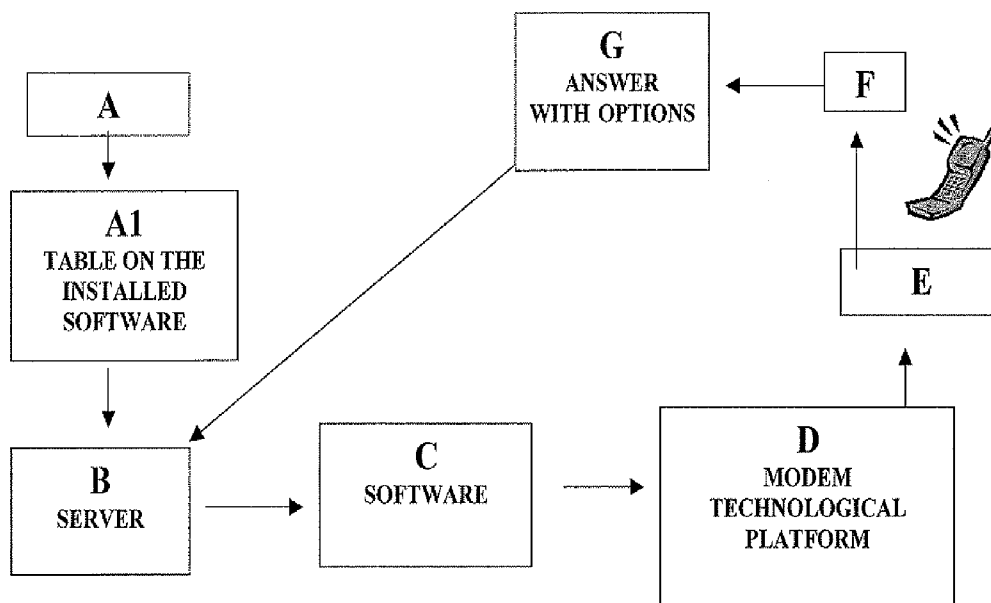 A
A1
TABLE ON THE
INSTALLED
SOFTWARE
B
SERVER
C
SOFTWARE
D
MODEM
TECHNOLOGICAL
PLATFORM
E
F
G
ANSWER
WITH OPTIONS